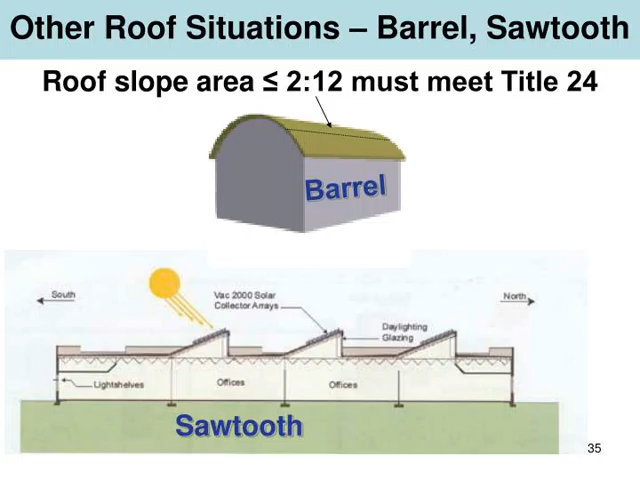 Other Roof Situations – Barrel, Sawtooth
Roof slope area ≤ 2:12 must meet Title 24
Barrel
South
Vac 2000 Solar
Collector Arrays
North
Daylighting
Glazing
Lightshelves
Offices
Offices
Sawtooth
35